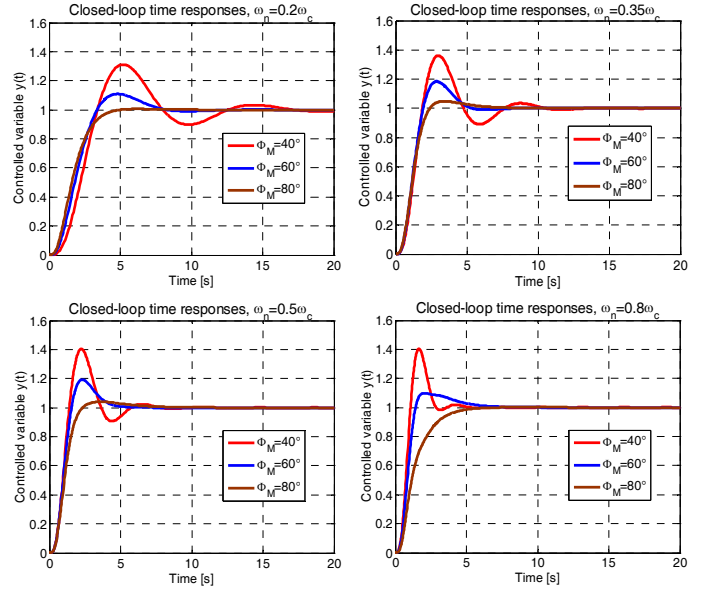 Closed-loop time responses, ω_n=0.2ω_c
Controlled variable y(t)
1.6
1.4
1.2
1
0.8
0.6
0.4
0.2
0
Φ_M=40°
Φ_M=60°
Φ_M=80°
0 5 10 15 20
Time [s]
Closed-loop time responses, ω_n=0.35ω_c
Controlled variable y(t)
1.6
1.4
1.2
1
0.8
0.6
0.4
0.2
0
Φ_M=40°
Φ_M=60°
Φ_M=80°
0 5 10 15 20
Time [s]
Closed-loop time responses, ω_n=0.5ω_c
Controlled variable y(t)
1.6
1.4
1.2
1
0.8
0.6
0.4
0.2
0
Φ_M=40°
Φ_M=60°
Φ_M=80°
0 5 10 15 20
Time [s]
Closed-loop time responses, ω_n=0.8ω_c
Controlled variable y(t)
1.6
1.4
1.2
1
0.8
0.6
0.4
0.2
0
Φ_M=40°
Φ_M=60°
Φ_M=80°
0 5 10 15 20
Time [s]